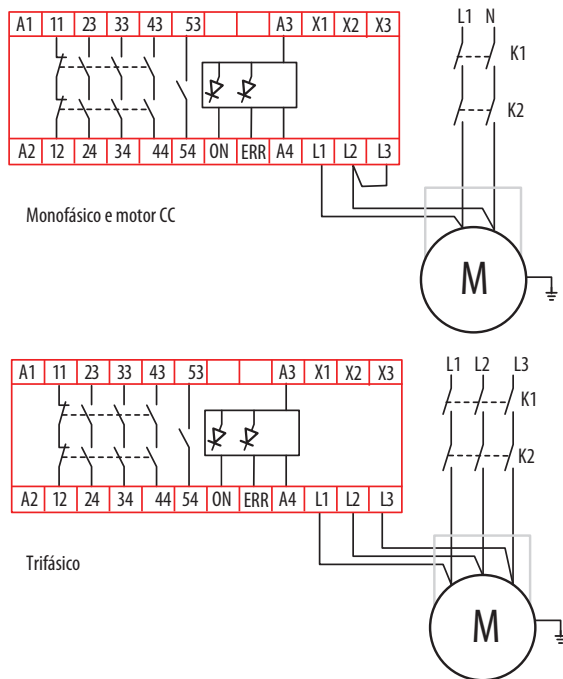 A1 11 23 33 43 53 A3 X1 X2 X3
L1 N
K1
K2
A2 12 24 34 44 54 ON ERR A4 L1 L2 L3
Monofásico e motor CC
M
A1 11 23 33 43 53 A3 X1 X2 X3
L1 L2 L3
K1
K2
A2 12 24 34 44 54 ON ERR A4 L1 L2 L3
Trifásico
M